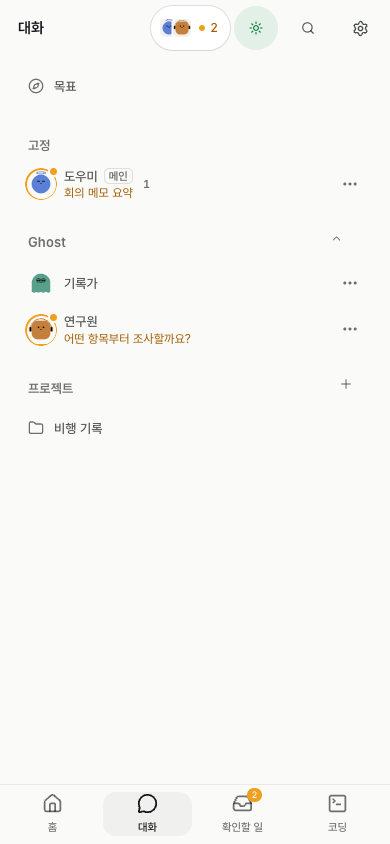 대화
2
목표
고정
도우미 메인
회의 메모 요약 1
Ghost
기록가
연구원
어떤 항목부터 조사할까요?
프로젝트
비행 기록
2
홈 대화 확인할 일 코딩